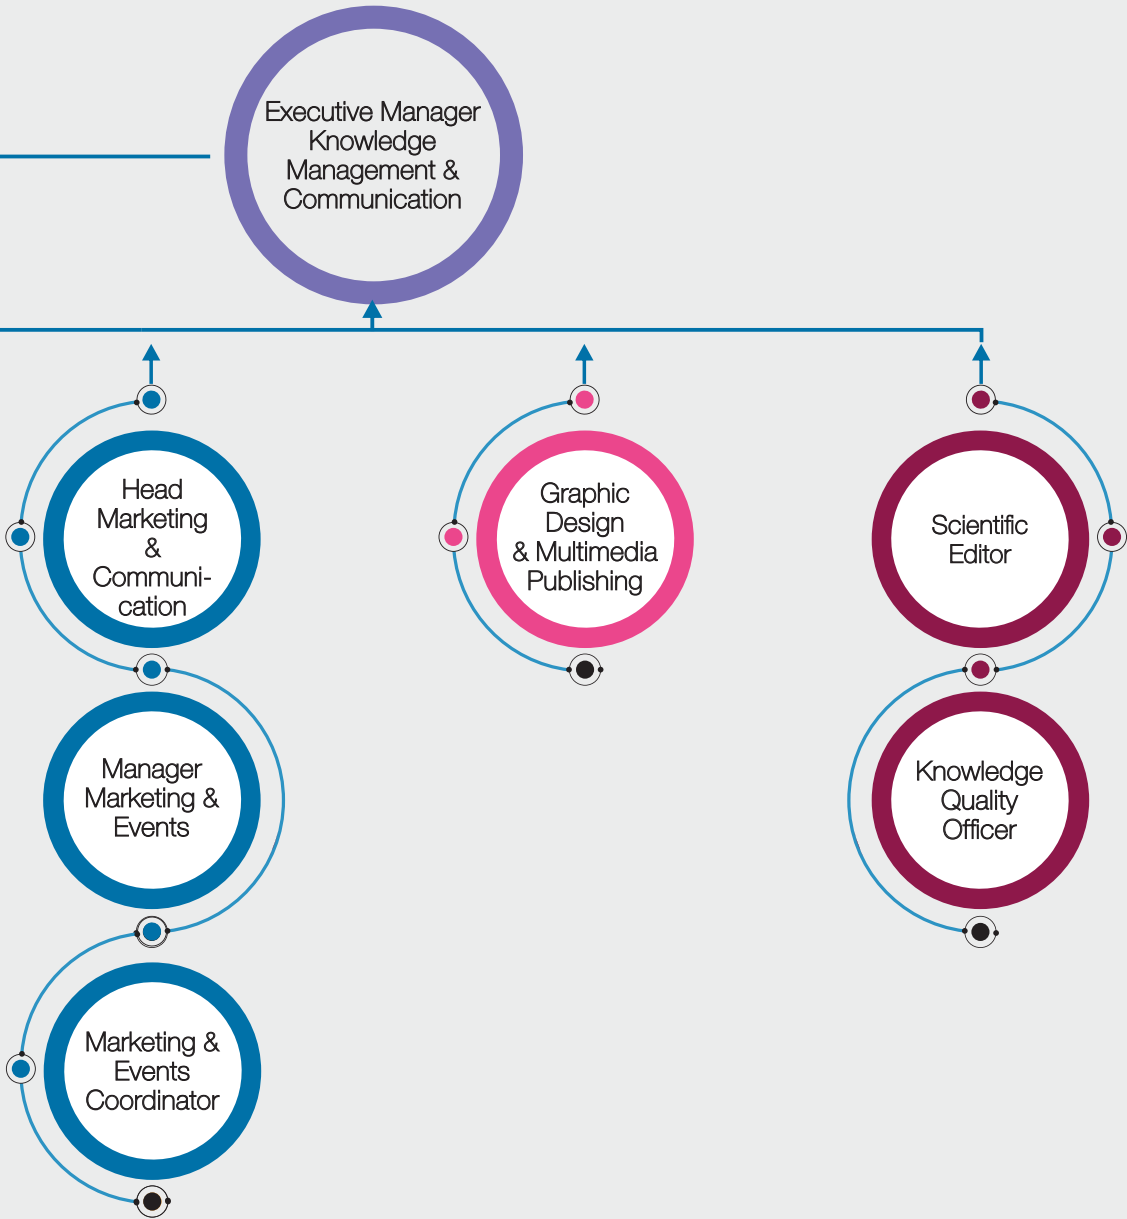 Executive Manager
Knowledge
Management &
Communication
Head
Marketing
&
Communi-
cation
Graphic
Design
& Multimedia
Publishing
Scientific
Editor
Manager
Marketing &
Events
Knowledge
Quality
Officer
Marketing &
Events
Coordinator